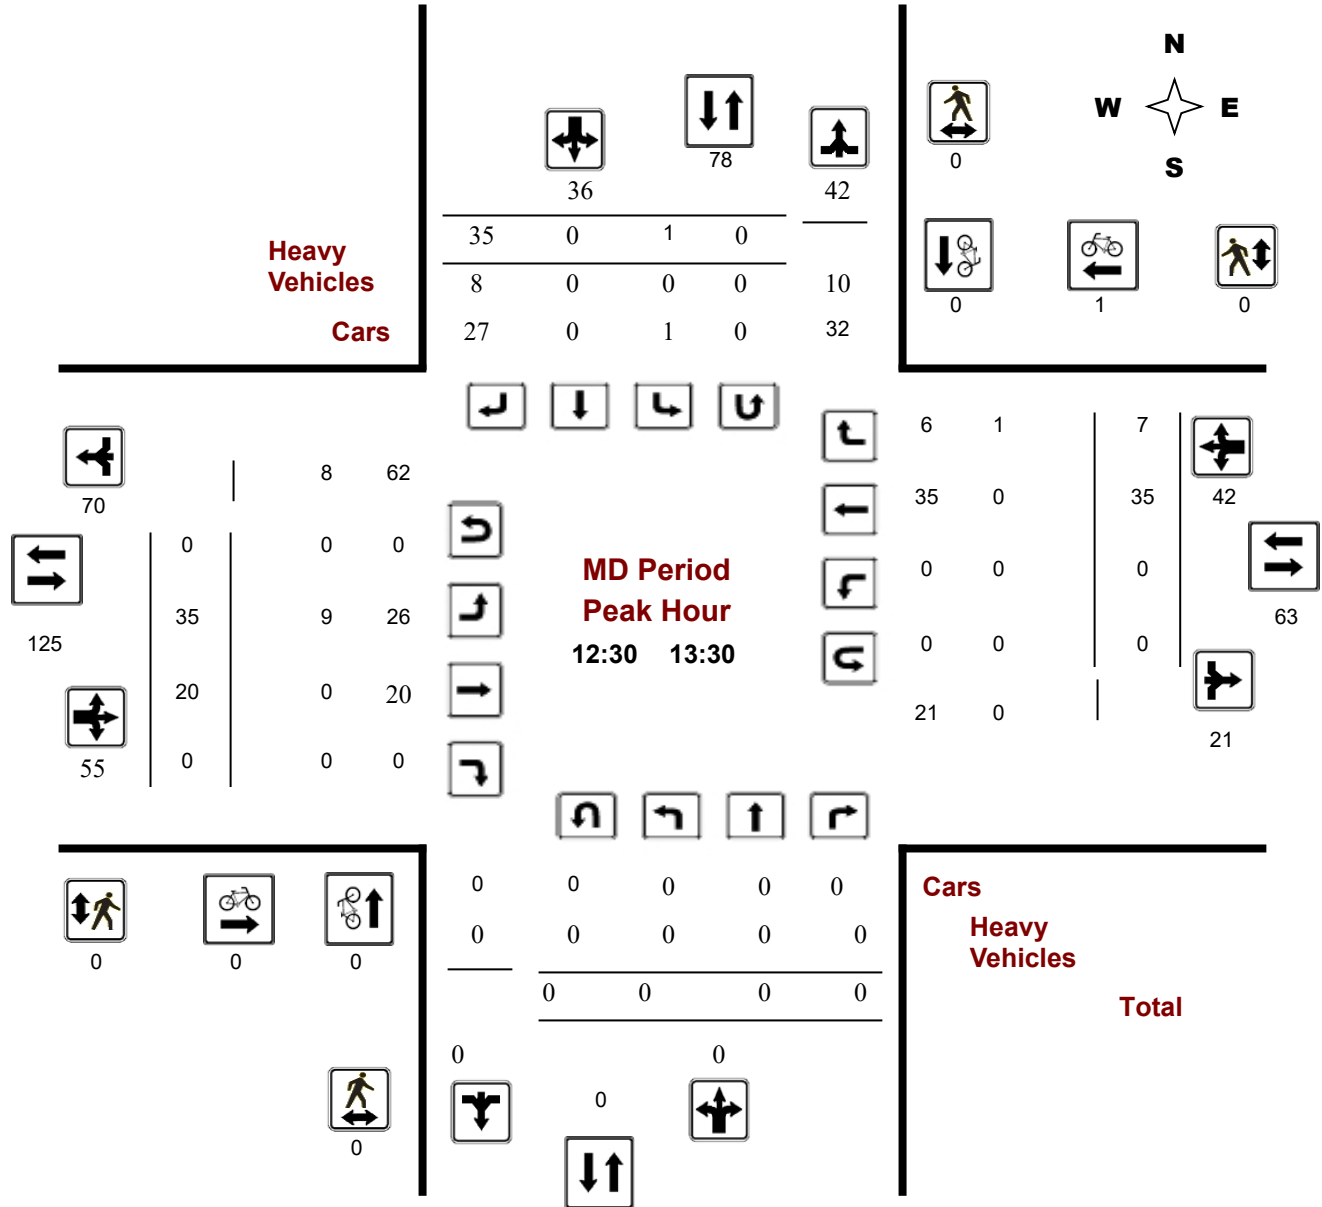 N
W E
S
78
36 42
0
35 0 1 0
Heavy
Vehicles
8 0 0 0 10
Cars
27 0 1 32
0
0 1 0
6 1 7
8 62
70
35 0 35 42
0 0 0
MD Period
0 0 0
Peak Hour
35 9 26
63
125
12:30 13:30
0 0 0
20 0 20
21 0
21
55 0 0 0
0 0 0 0 0
Cars
0 0 0 0 0
Heavy
Vehicles
0 0 0
0 0 0 0
Total
0 0
0
0